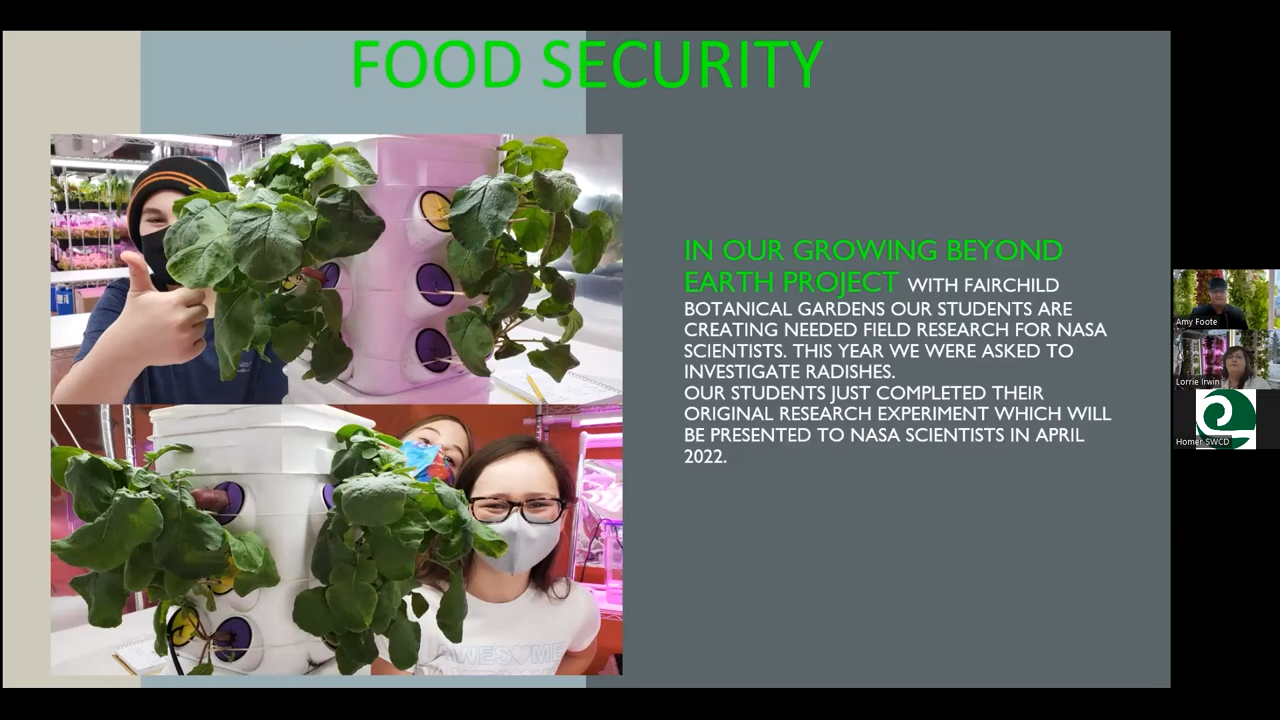 FOOD SECURITY
IN OUR GROWING BEYOND
EARTH PROJECT WITH FAIRCHILD
BOTANICAL GARDENS OUR STUDENTS ARE
CREATING NEEDED FIELD RESEARCH FOR NASA
SCIENTISTS. THIS YEAR WE WERE ASKED TO
INVESTIGATE RADISHES.
OUR STUDENTS JUST COMPLETED THEIR
ORIGINAL RESEARCH EXPERIMENT WHICH WILL
BE PRESENTED TO NASA SCIENTISTS IN APRIL
2022.
AWES♥ME
Amy Foote
Lorrie Irwin
Homer SWCD